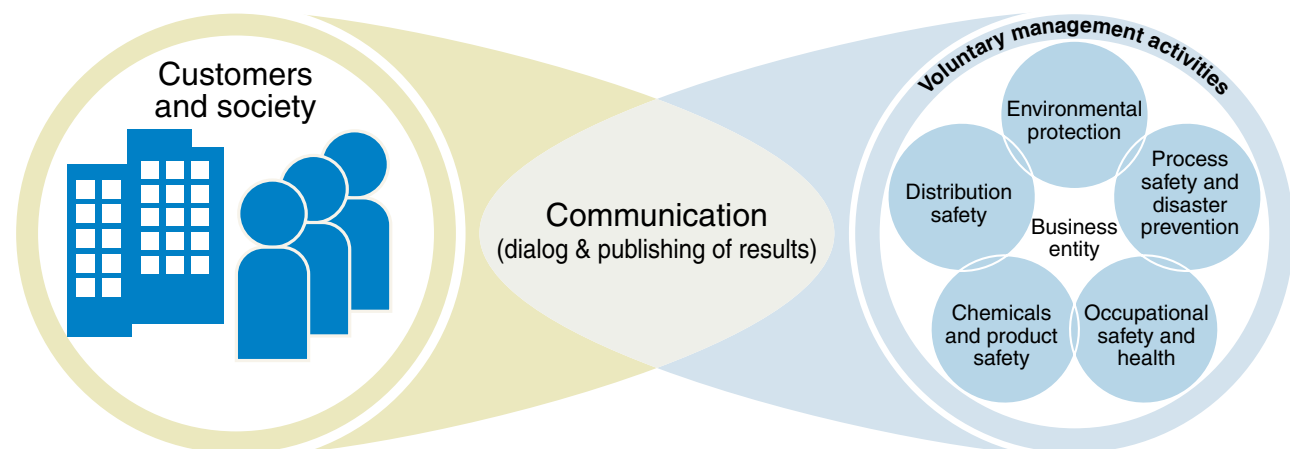 Customers
and society
Communication
(dialog & publishing of results)
Voluntary management activities
Environmental
protection
Process
safety and
disaster
prevention
Distribution
safety
Business
entity
Chemicals
and product
safety
Occupational
safety and
health